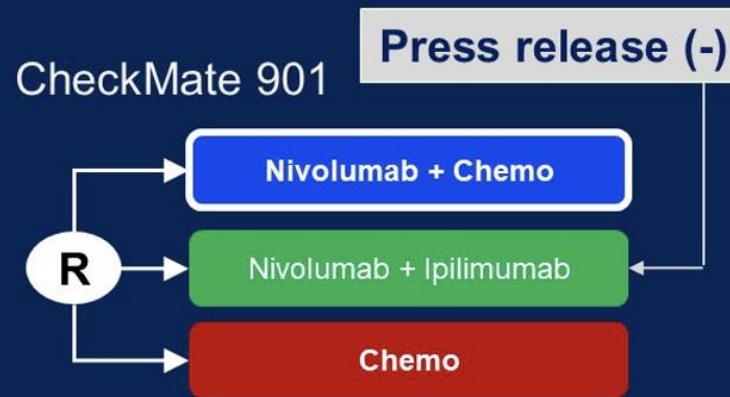 Press release (-)
CheckMate 901
Nivolumab + Chemo
R
Nivolumab + Ipilimumab
Chemo